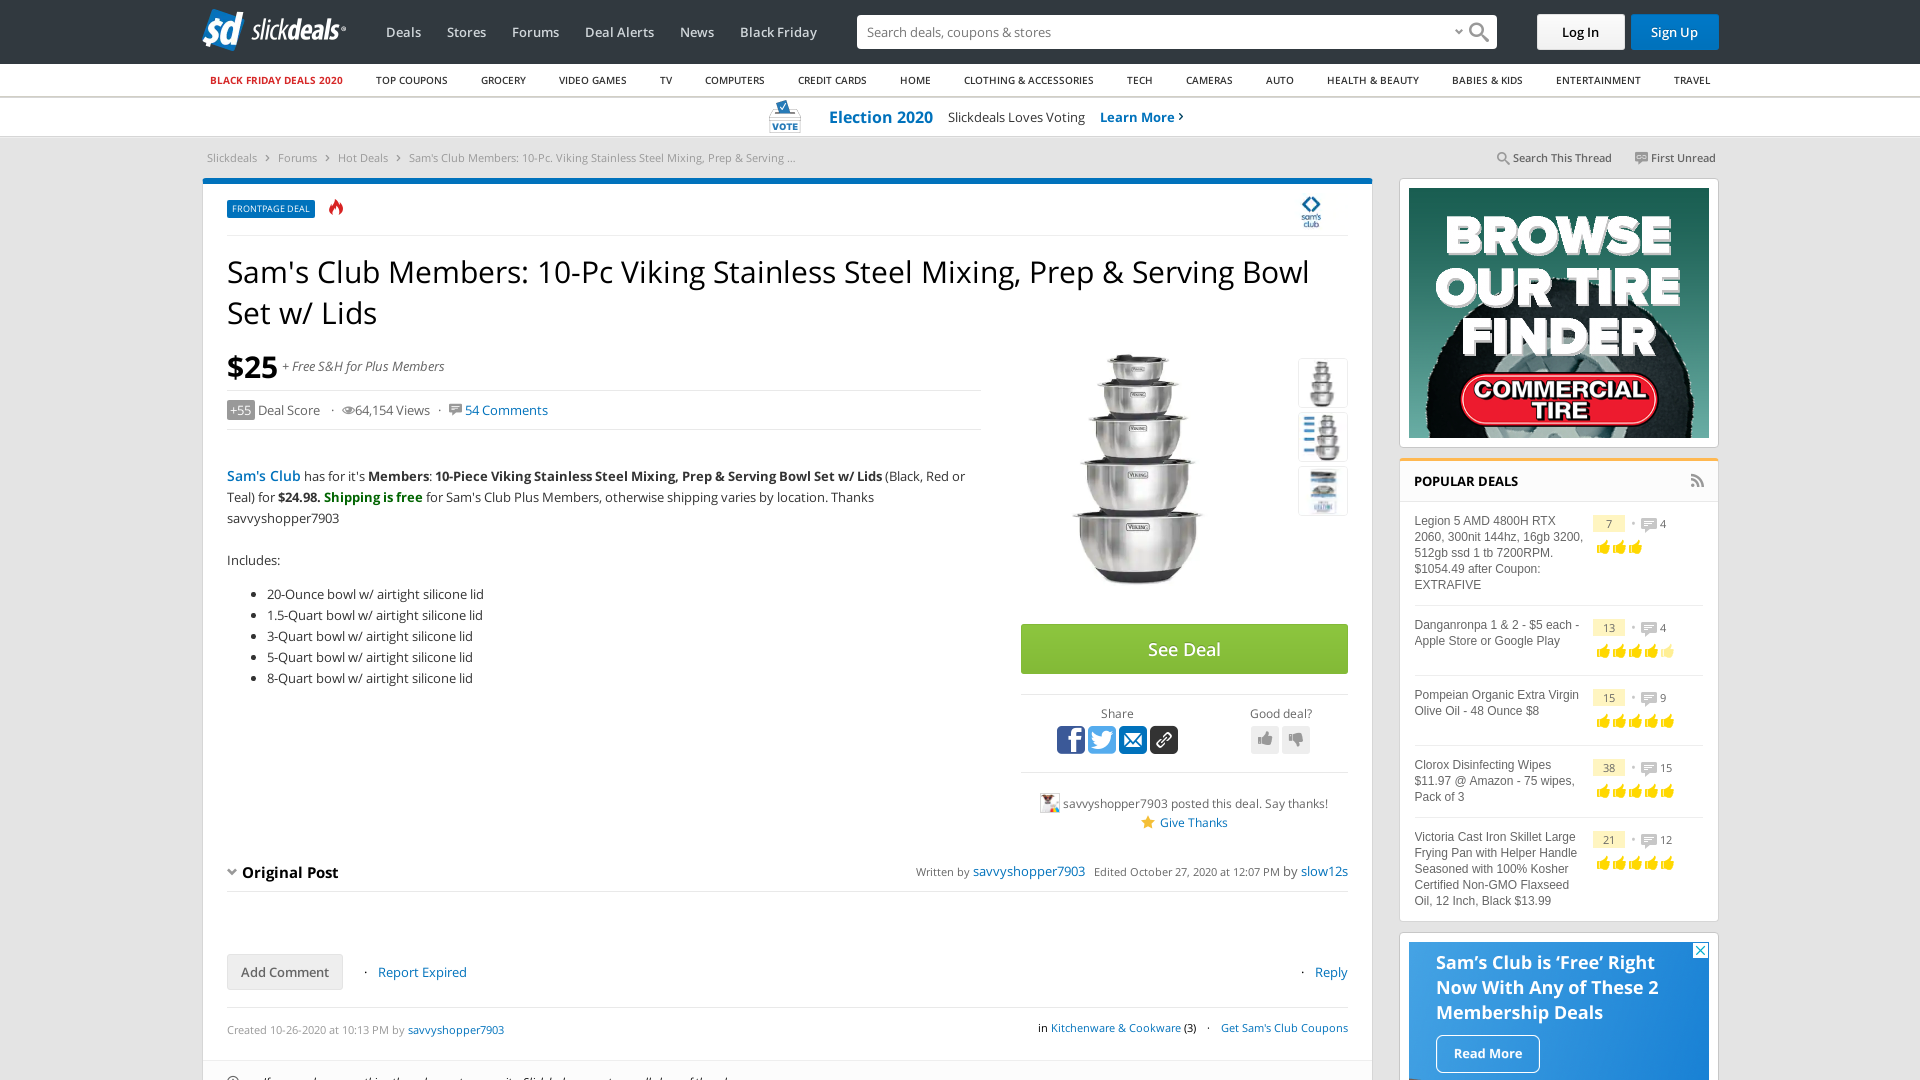 sd slickdeals
Deals Stores Forums Deal Alerts News Black Friday
Search deals, coupons & stores
Log In Sign Up
BLACK FRIDAY DEALS 2020 TOP COUPONS GROCERY VIDEO GAMES TV COMPUTERS CREDIT CARDS HOME CLOTHING & ACCESSORIES TECH CAMERAS AUTO HEALTH & BEAUTY BABIES & KIDS ENTERTAINMENT TRAVEL
VOTE Election 2020 Slickdeals Loves Voting Learn More ›
Slickdeals › Forums › Hot Deals › Sam's Club Members: 10-Pc. Viking Stainless Steel Mixing, Prep & Serving ...
Search This Thread First Unread
FRONTPAGE DEAL
sam's club
Sam's Club Members: 10-Pc Viking Stainless Steel Mixing, Prep & Serving Bowl
Set w/ Lids
$25 + Free S&H for Plus Members
+55 Deal Score · 64,154 Views · 54 Comments
Sam's Club has for it's Members: 10-Piece Viking Stainless Steel Mixing, Prep & Serving Bowl Set w/ Lids (Black, Red or
Teal) for $24.98. Shipping is free for Sam's Club Plus Members, otherwise shipping varies by location. Thanks
savvyshopper7903
Includes:
• 20-Ounce bowl w/ airtight silicone lid
• 1.5-Quart bowl w/ airtight silicone lid
• 3-Quart bowl w/ airtight silicone lid
• 5-Quart bowl w/ airtight silicone lid
• 8-Quart bowl w/ airtight silicone lid
VIKING
VIKING
VIKING
VIKING
VIKING
See Deal
Share Good deal?
savvyshopper7903 posted this deal. Say thanks!
Give Thanks
Original Post
Written by savvyshopper7903 Edited October 27, 2020 at 12:07 PM by slow12s
Add Comment · Report Expired · Reply
Created 10-26-2020 at 10:13 PM by savvyshopper7903
in Kitchenware & Cookware (3) · Get Sam's Club Coupons
BROWSE
OUR TIRE
FINDER
COMMERCIAL
TIRE
POPULAR DEALS
Legion 5 AMD 4800H RTX
2060, 300nit 144hz, 16gb 3200,
512gb ssd 1 tb 7200RPM.
$1054.49 after Coupon:
EXTRAFIVE
7 • 4
Danganronpa 1 & 2 - $5 each -
Apple Store or Google Play
13 • 4
Pompeian Organic Extra Virgin
Olive Oil - 48 Ounce $8
15 • 9
Clorox Disinfecting Wipes
$11.97 @ Amazon - 75 wipes,
Pack of 3
38 • 15
Victoria Cast Iron Skillet Large
Frying Pan with Helper Handle
Seasoned with 100% Kosher
Certified Non-GMO Flaxseed
Oil, 12 Inch, Black $13.99
21 • 12
Sam's Club is ‘Free’ Right
Now With Any of These 2
Membership Deals
Read More